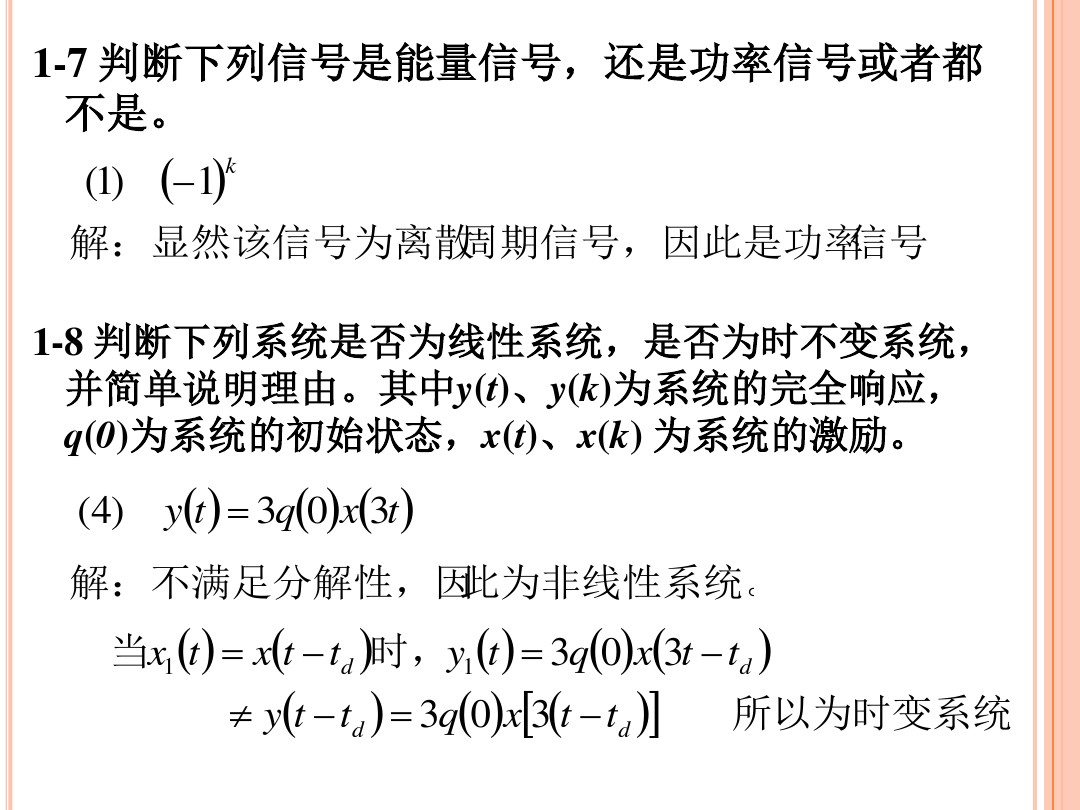 1-7 判断下列信号是能量信号，还是功率信号或者都
不是。
(1) (−1)^k
解：显然该信号为离散周期信号，因此是功率信号
1-8 判断下列系统是否为线性系统，是否为时不变系统，
并简单说明理由。其中y(t)、y(k)为系统的完全响应，
q(0)为系统的初始状态，x(t)、x(k) 为系统的激励。
(4) y(t) = 3q(0)x(3t)
解：不满足分解性，因此为非线性系统。
当x₁(t) = x(t − t_d)时，y₁(t) = 3q(0)x(3t − t_d)
≠ y(t − t_d) = 3q(0)x[3(t − t_d)] 所以为时变系统